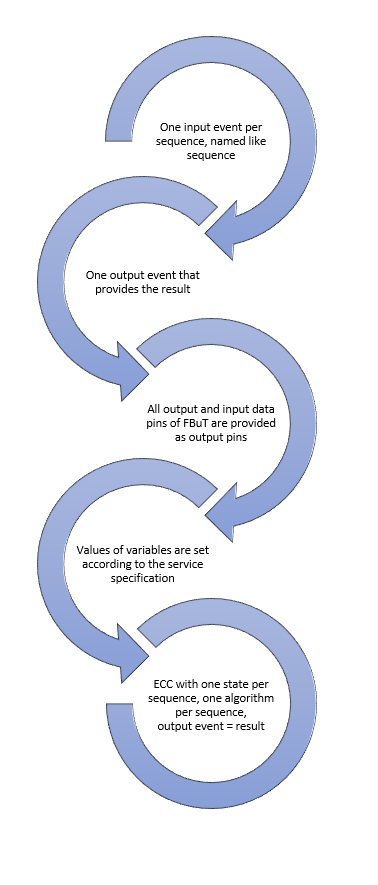 One input event per
sequence, named like
sequence
One output event that
provides the result
All output and input data
pins of FBuT are provided
as output pins
Values of variables are set
according to the service
specification
ECC with one state per
sequence, one algorithm
per sequence,
output event = result